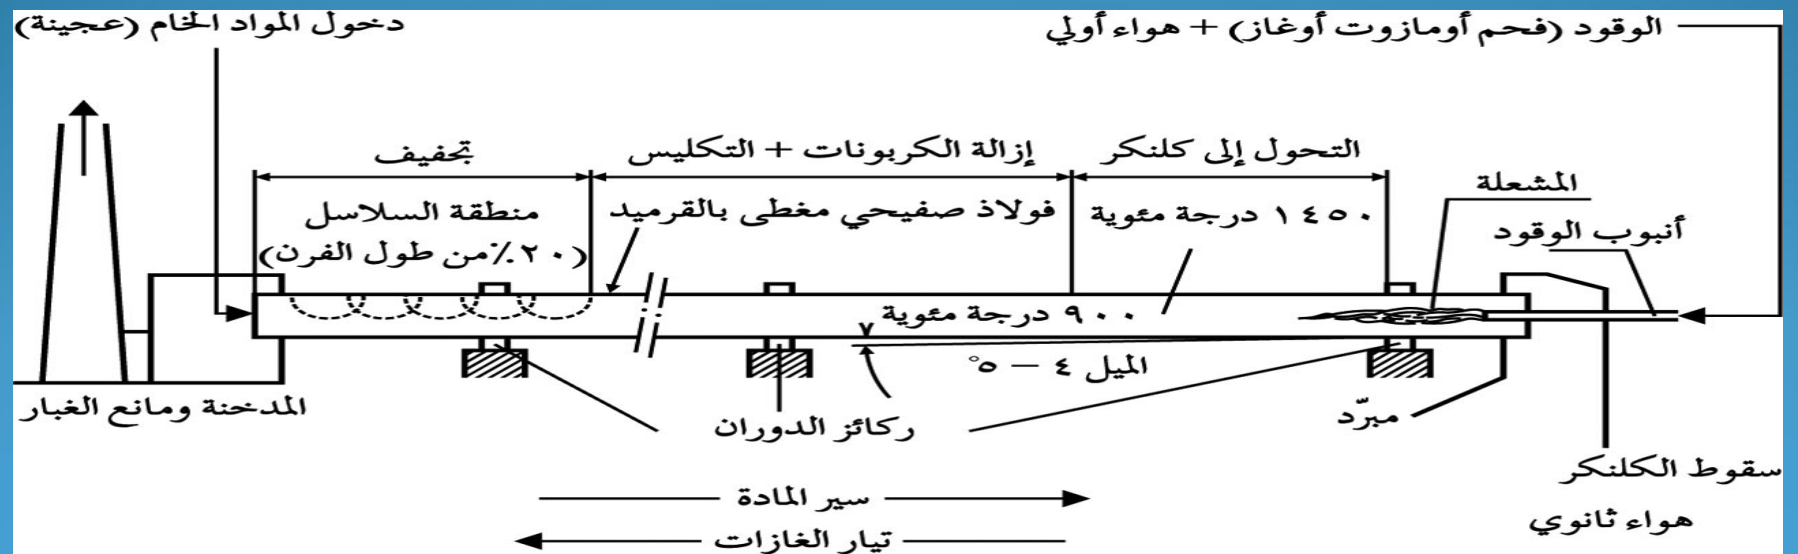 الوقود (فحم أومازوت أوغاز) + هواء أولي
دخول المواد الخام (عجينة)
التحول إلى كلنكر
إزالة الكربونات + التكليس
تجفيف
المشعلة
١٤٥٠ درجة مئوية
فولاذ صفيحي مغطى بالقرميد
منطقة السلاسل
(٢٠٪ من طول الفرن)
أنبوب الوقود
٩٠٠ درجة مئوية
الميل ٤ – ٥°
مبرّد
ركائز الدوران
المدخنة ومانع الغبار
سقوط الكلنكر
هواء ثانوي
سير المادة
تيار الغازات